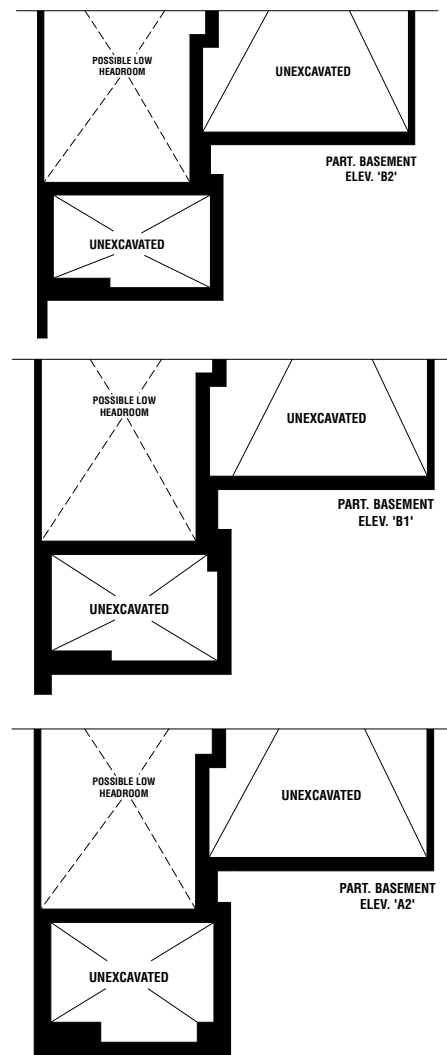 POSSIBLE LOW
HEADROOM
UNEXCAVATED
PART. BASEMENT
ELEV. 'B2'
UNEXCAVATED
POSSIBLE LOW
HEADROOM
UNEXCAVATED
PART. BASEMENT
ELEV. 'B1'
UNEXCAVATED
POSSIBLE LOW
HEADROOM
UNEXCAVATED
PART. BASEMENT
ELEV. 'A2'
UNEXCAVATED